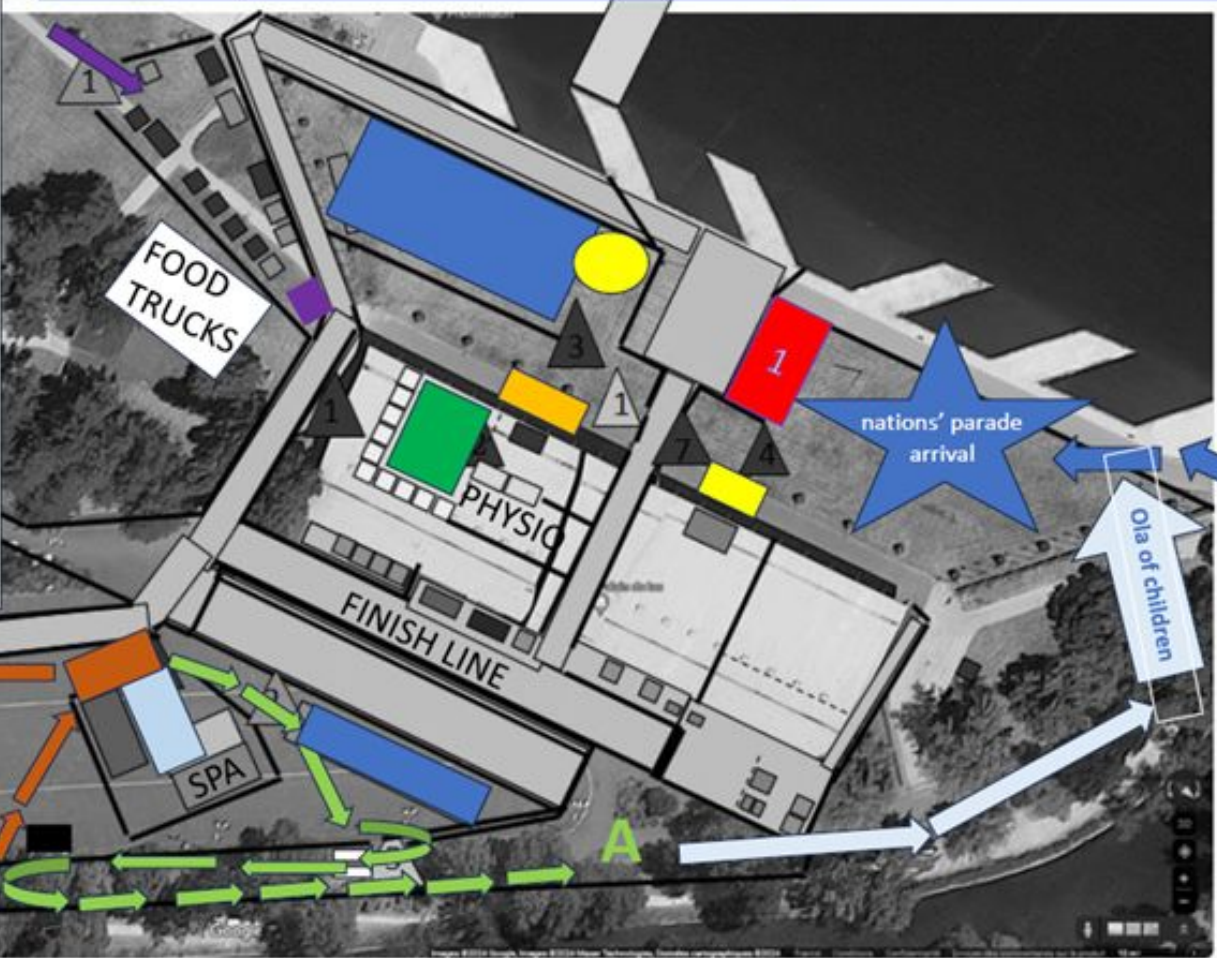 1
FOOD
TRUCKS
3
1
1
1
7
4
nations' parade
arrival
PHYSIO
FINISH LINE
Ola of children
SPA
A
Google